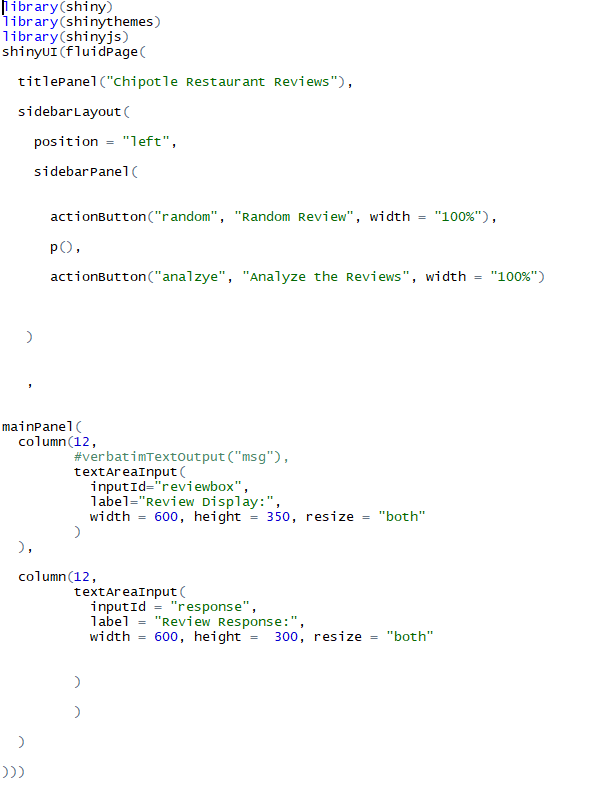 library(shiny)
library(shinythemes)
library(shinyjs)
shinyUI(fluidPage(
  titlePanel("Chipotle Restaurant Reviews"),
  sidebarLayout(
    position = "left",
    sidebarPanel(
      actionButton("random", "Random Review", width = "100%"),
      p(),
      actionButton("analzye", "Analyze the Reviews", width = "100%")
   )
   ,
mainPanel(
  column(12,
         #verbatimTextOutput("msg"),
         textAreaInput(
           inputId="reviewbox",
           label="Review Display:",
           width = 600, height = 350, resize = "both"
         )
  ),
  column(12,
         textAreaInput(
           inputId = "response",
           label = "Review Response:",
           width = 600, height =  300, resize = "both"
         )
         )
  )
)))